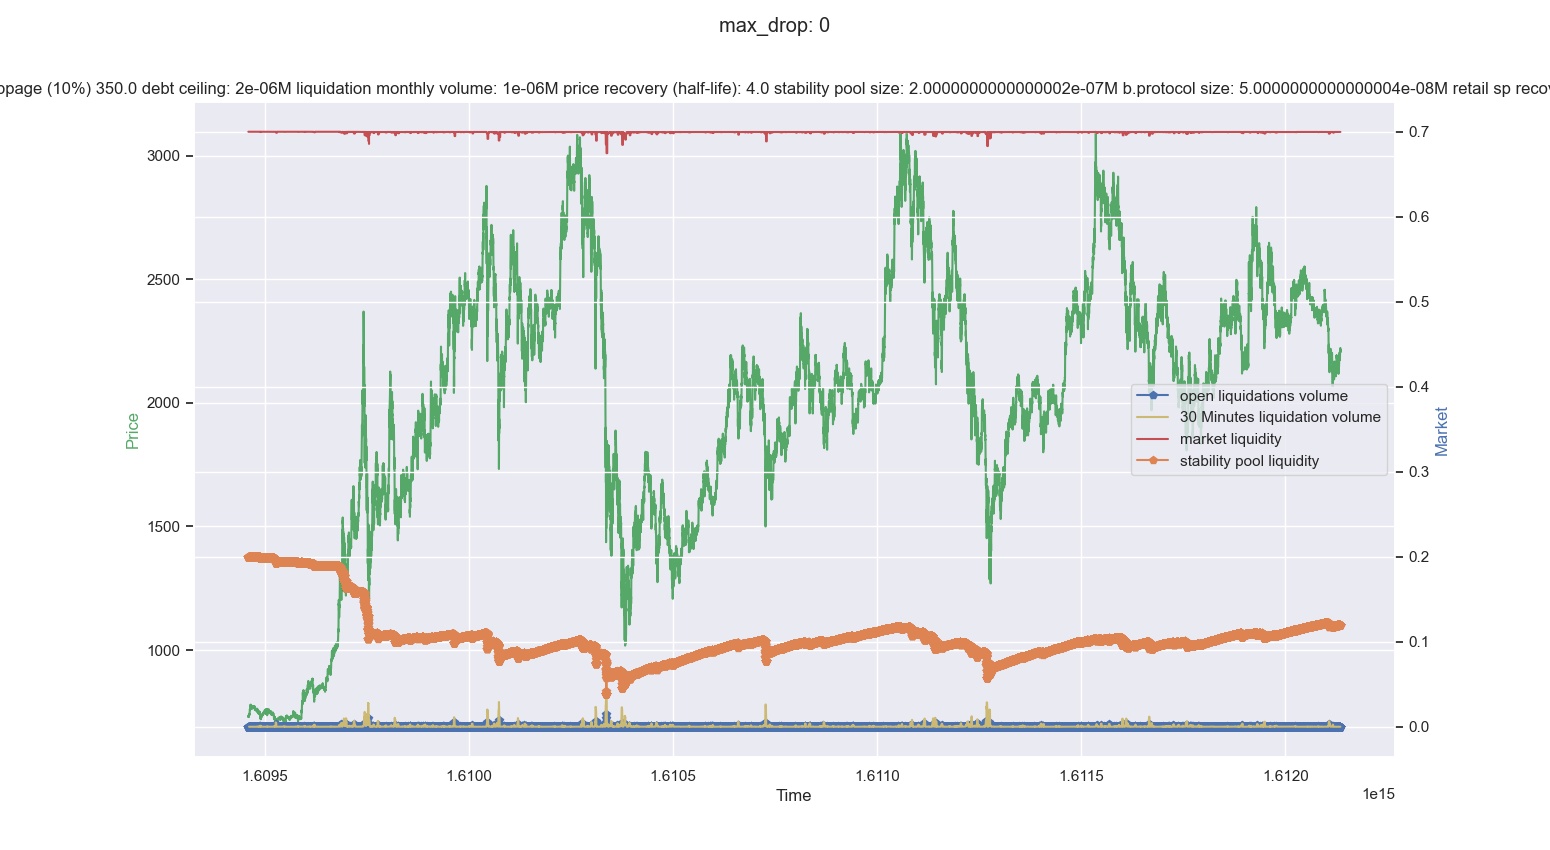 max_drop: 0
(10%) 350.0 debt ceiling: 2e-06M liquidation monthly volume: 1e-06M price recovery (half-life): 4.0 stability pool size: 2.0000000000000002e-07M b.protocol size: 5.0000000000000004e-08M retail sp
3000
2500
2000
1500
1000
Price
0.7
0.6
0.5
0.4
0.3
0.2
0.1
0.0
Market
open liquidations volume
30 Minutes liquidation volume
market liquidity
stability pool liquidity
1.6095 1.6100 1.6105 1.6110 1.6115 1.6120
Time
1e15